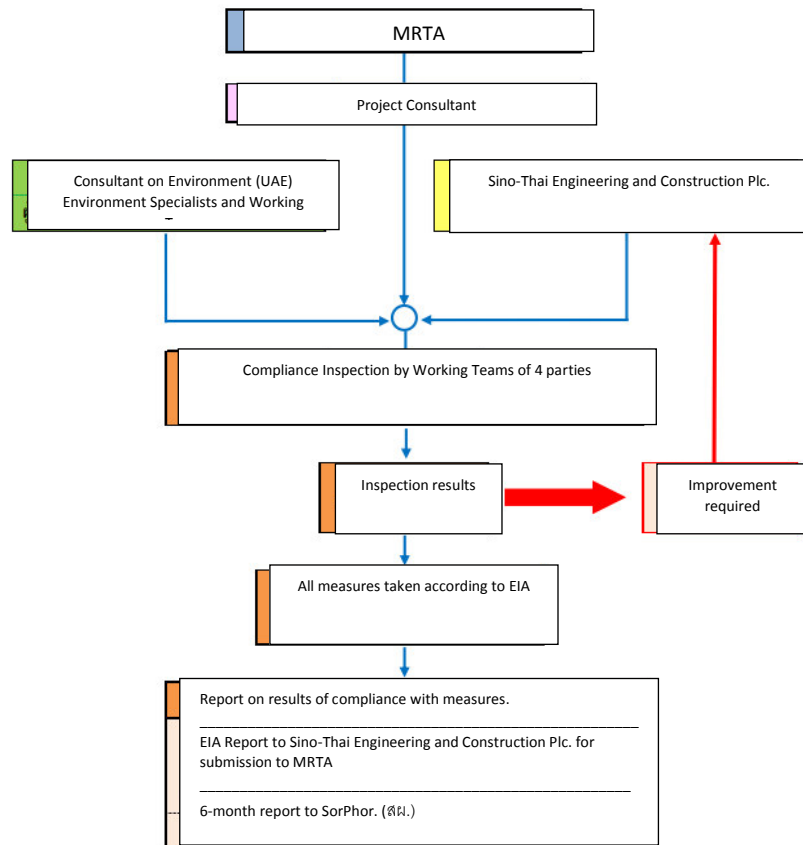 MRTA
Project Consultant
Consultant on Environment (UAE)
Environment Specialists and Working
Sino-Thai Engineering and Construction Plc.
Compliance Inspection by Working Teams of 4 parties
Inspection results
Improvement
required
All measures taken according to EIA
Report on results of compliance with measures.
EIA Report to Sino-Thai Engineering and Construction Plc. for
submission to MRTA
6-month report to SorPhor. (สผ.)